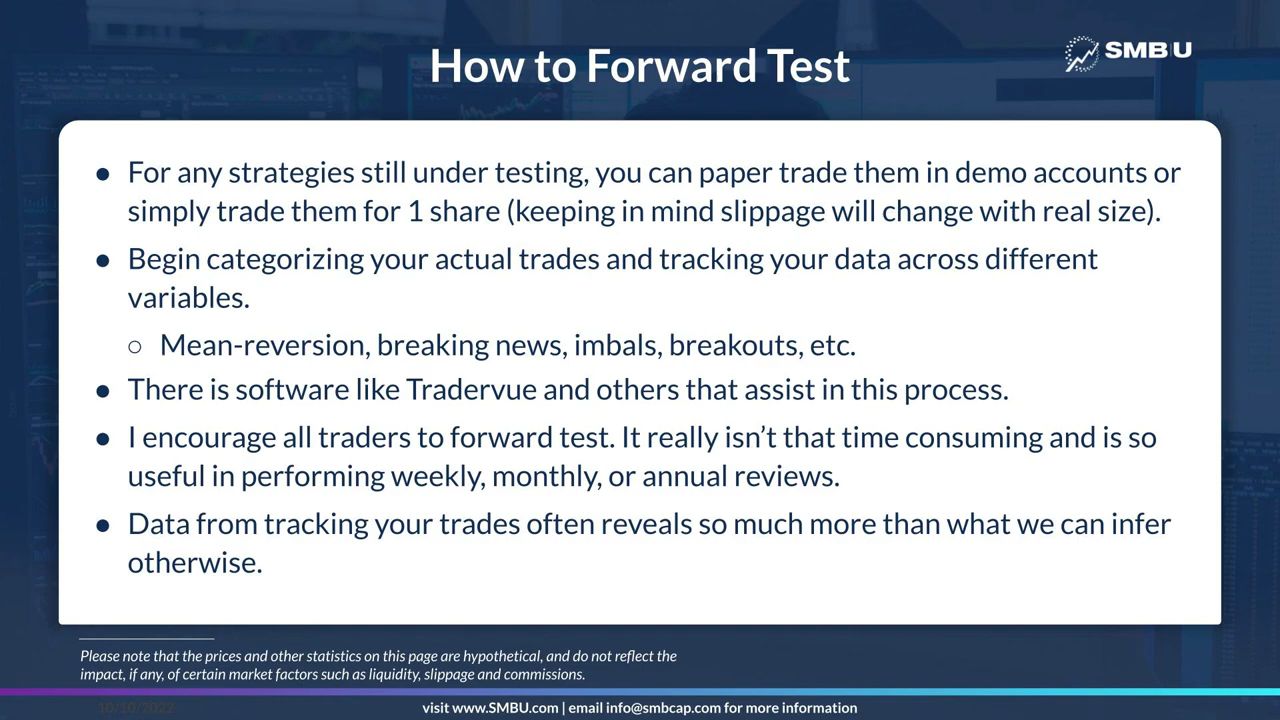 How to Forward Test
SMBU
● For any strategies still under testing, you can paper trade them in demo accounts or
simply trade them for 1 share (keeping in mind slippage will change with real size).
● Begin categorizing your actual trades and tracking your data across different
variables.
○ Mean-reversion, breaking news, imbals, breakouts, etc.
● There is software like Tradervue and others that assist in this process.
● I encourage all traders to forward test. It really isn’t that time consuming and is so
useful in performing weekly, monthly, or annual reviews.
● Data from tracking your trades often reveals so much more than what we can infer
otherwise.
Please note that the prices and other statistics on this page are hypothetical, and do not reflect the
impact, if any, of certain market factors such as liquidity, slippage and commissions.
10/10/2022
visit www.SMBU.com | email info@smbcap.com for more information